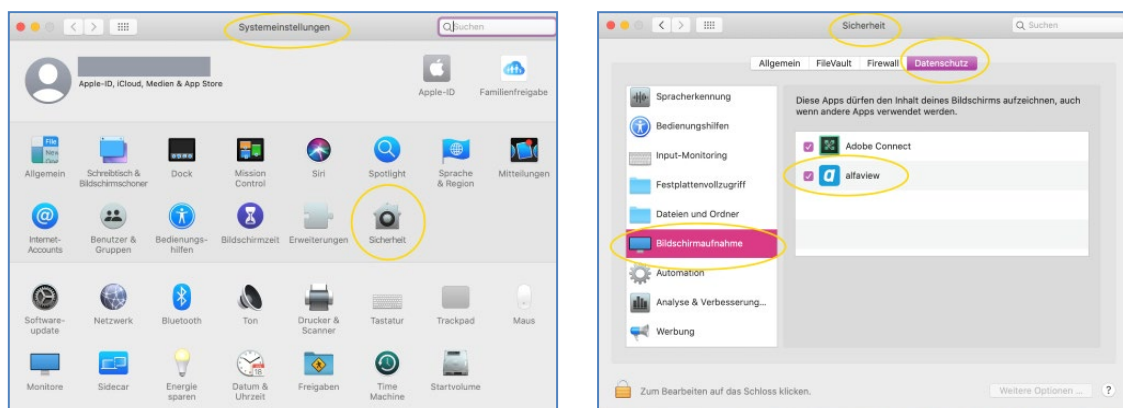 Systemeinstellungen
Suchen
Apple-ID, iCloud, Medien & App Store
Apple-ID
Familienfreigabe
Allgemein
Schreibtisch &
Bildschirmschoner
Dock
Mission
Control
Siri
Spotlight
Sprache
& Region
Mitteilungen
Internet-
Accounts
Benutzer &
Gruppen
Bedienungs-
hilfen
Bildschirmzeit
Erweiterungen
Sicherheit
Software-
update
Netzwerk
Bluetooth
Ton
Drucker &
Scanner
Tastatur
Trackpad
Maus
Monitore
Sidecar
Energie
sparen
Datum &
Uhrzeit
Freigaben
Time
Machine
Startvolume
Sicherheit
Suchen
Allgemein
FileVault
Firewall
Datenschutz
Spracherkennung
Bedienungshilfen
Input-Monitoring
Festplattenvollzugriff
Dateien und Ordner
Bildschirmaufnahme
Automation
Analyse & Verbesserung...
Werbung
Diese Apps dürfen den Inhalt deines Bildschirms aufzeichnen, auch
wenn andere Apps verwendet werden.
Adobe Connect
alfaview
Zum Bearbeiten auf das Schloss klicken.
Weitere Optionen ...
?